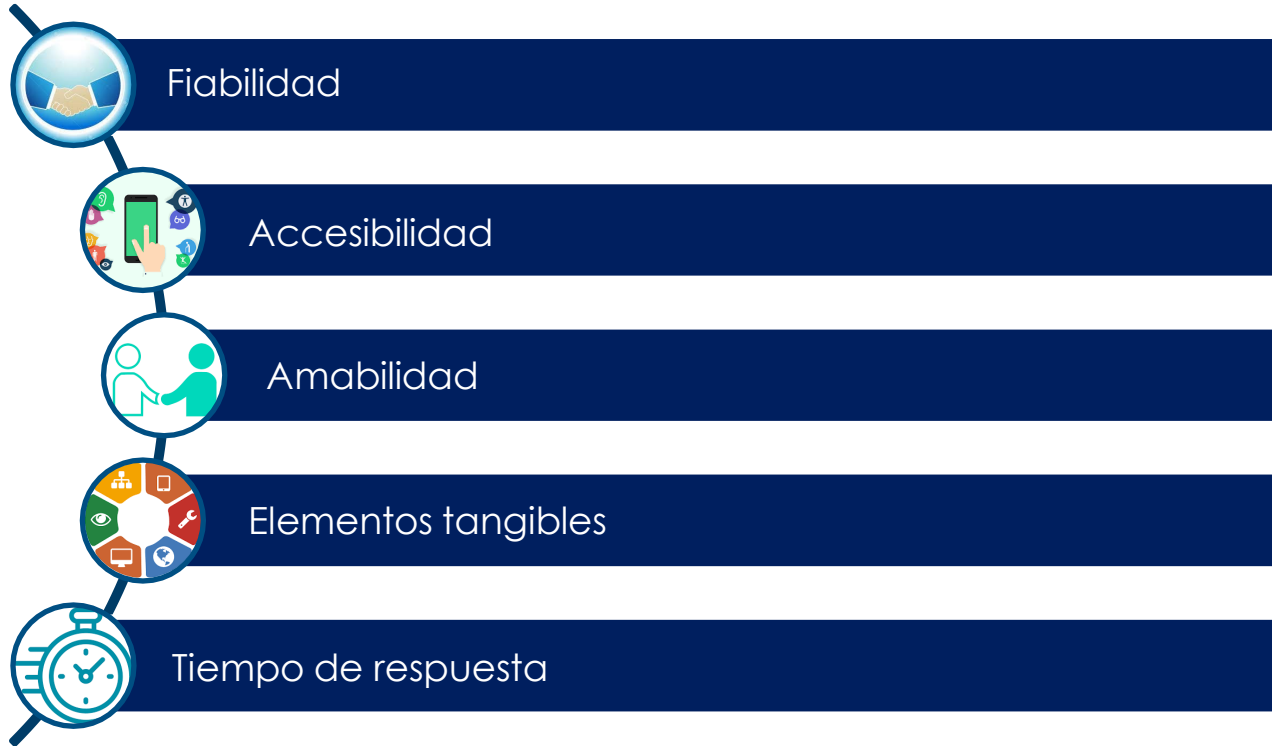 Fiabilidad
Accesibilidad
Amabilidad
Elementos tangibles
Tiempo de respuesta